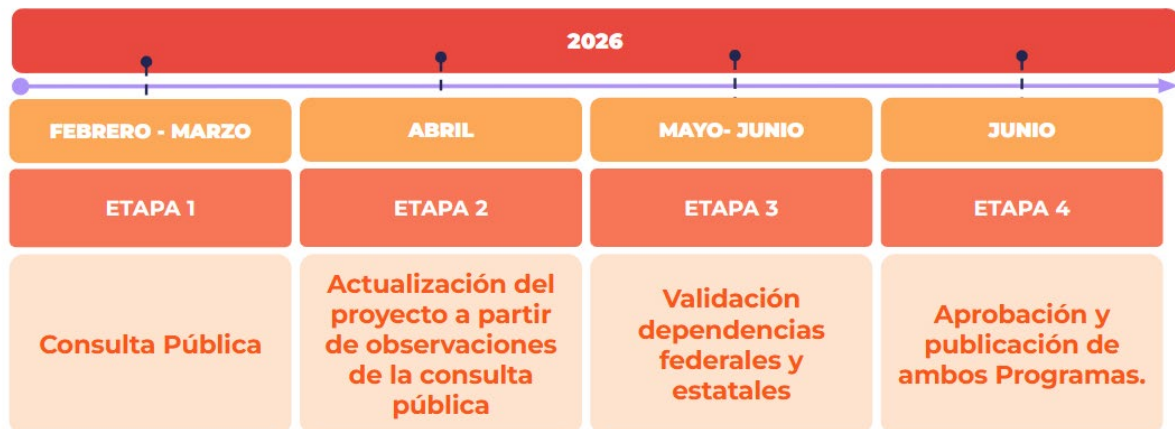 2026
FEBRERO - MARZO
ABRIL
MAYO- JUNIO
JUNIO
ETAPA 1
ETAPA 2
ETAPA 3
ETAPA 4
Consulta Pública
Actualización del
proyecto a partir
de observaciones
de la consulta
pública
Validación
dependencias
federales y
estatales
Aprobación y
publicación de
ambos Programas.